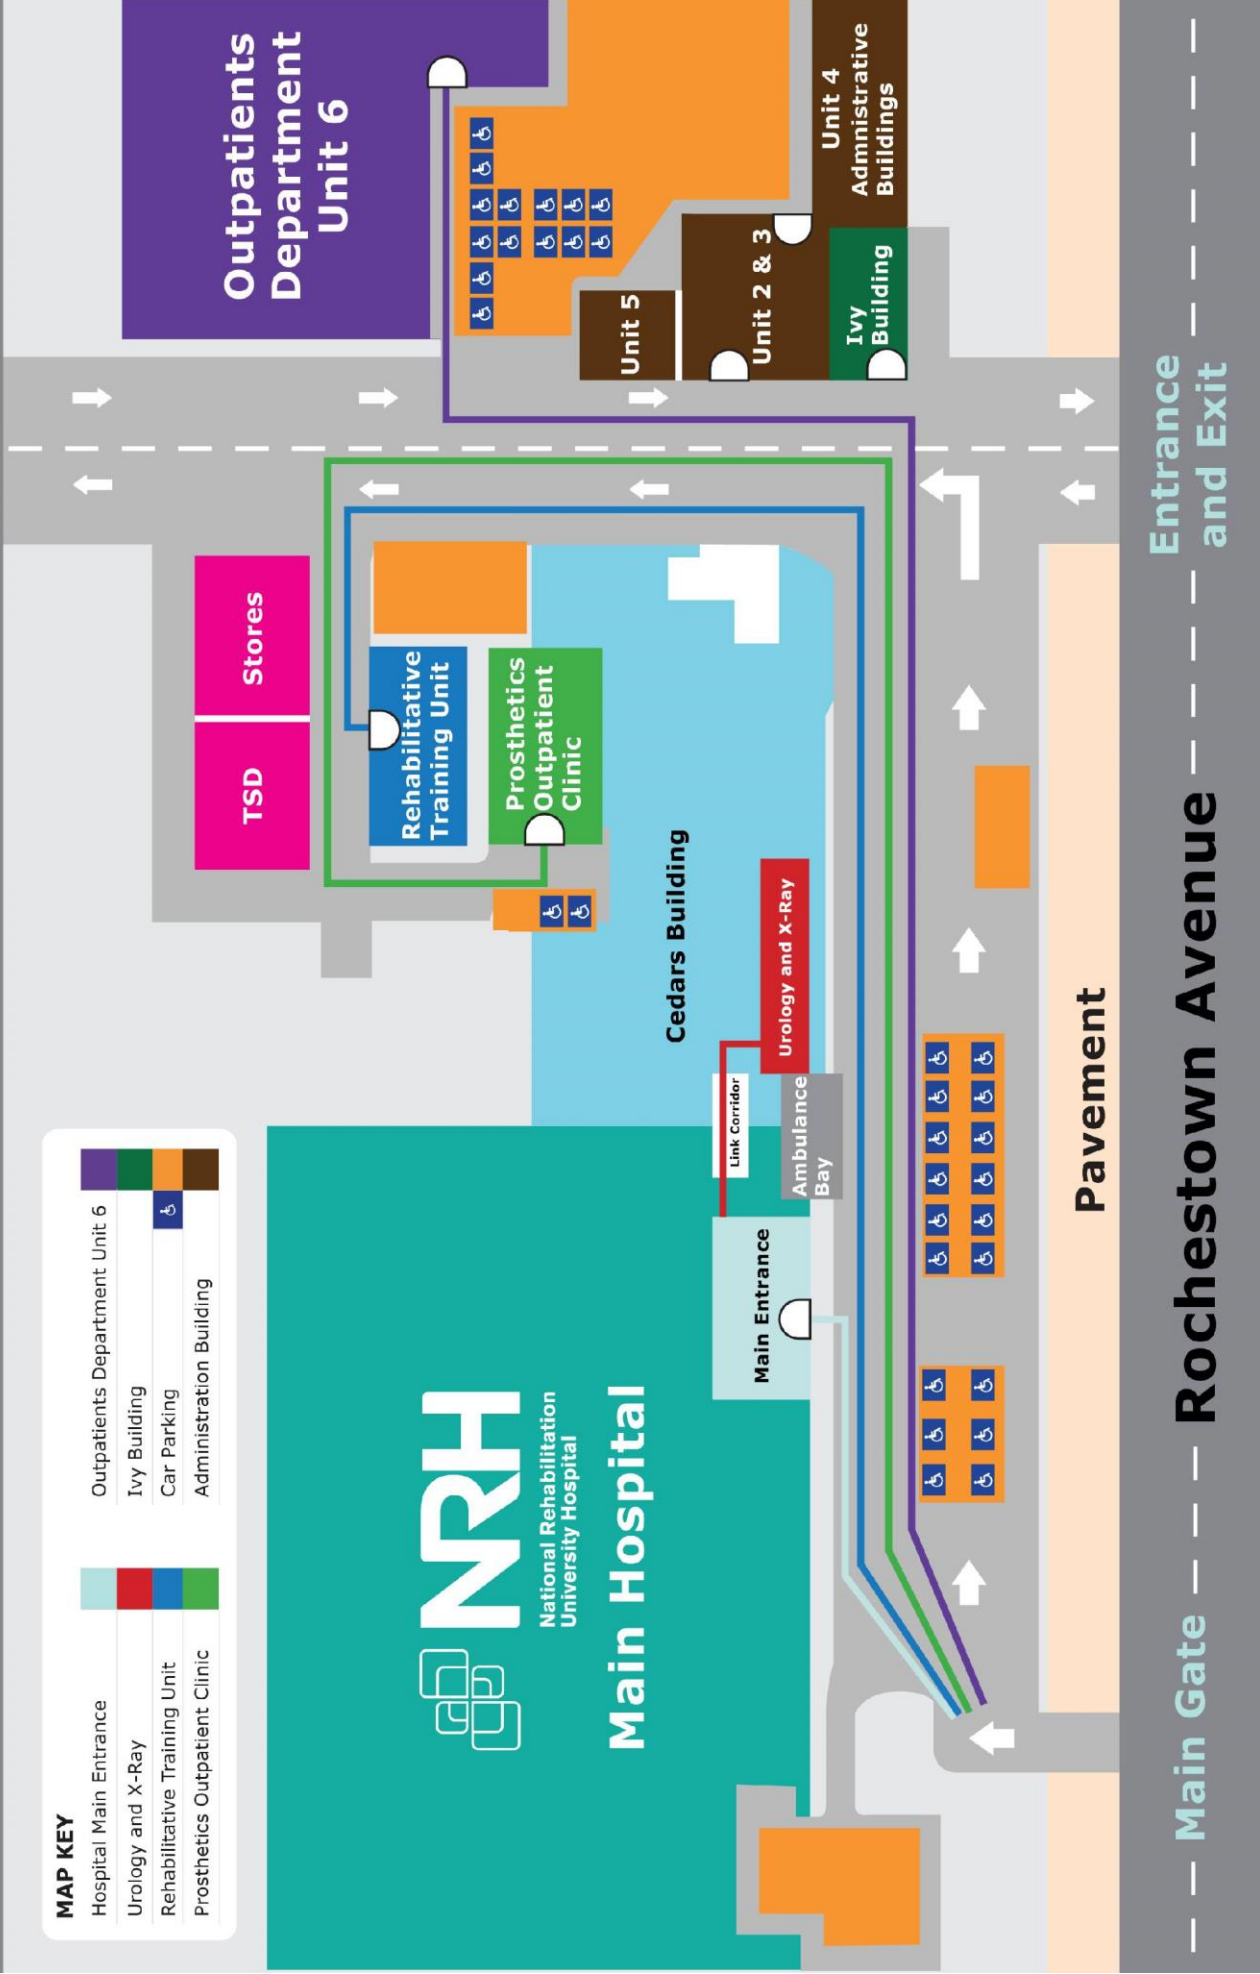 MAP KEY
Hospital Main Entrance
Urology and X-Ray
Rehabilitative Training Unit
Prosthetics Outpatient Clinic
Outpatients Department Unit 6
Ivy Building
Car Parking
Administration Building
NRH
National Rehabilitation
University Hospital
Main Hospital
Main Entrance
Link Corridor
Ambulance
Bay
Urology and X-Ray
Cedars Building
TSD
Stores
Rehabilitative
Training Unit
Prosthetics
Outpatient
Clinic
Outpatients
Department
Unit 6
Unit 5
Unit 2 & 3
Unit 4
Admnistrative
Buildings
Ivy
Building
Pavement
Main Gate
Rochestown Avenue
Entrance
and Exit